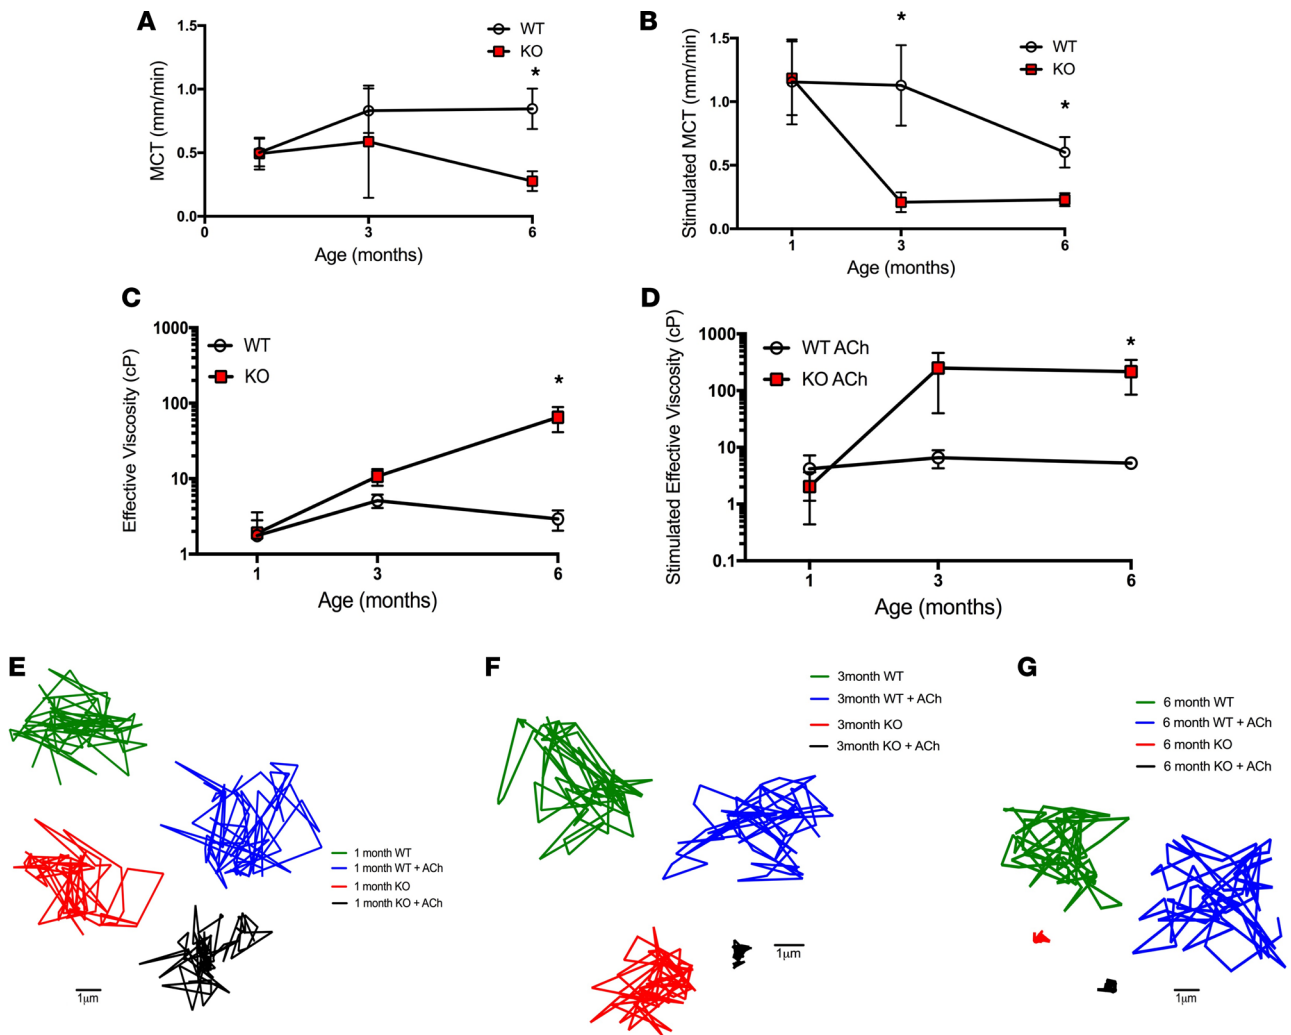 A
MCT (mm/min)
1.5
1.0
0.5
0.0
0
3
6
Age (months)
WT
KO
*
B
Stimulated MCT (mm/min)
1.5
1.0
0.5
0.0
1
3
6
Age (months)
WT
KO
*
*
C
Effective Viscosity (cP)
1000
100
10
1
1
3
6
Age (months)
WT
KO
*
D
Stimulated Effective Viscosity (cP)
1000
100
10
1
0.1
1
3
6
Age (months)
WT ACh
KO ACh
*
E
1 month WT
1 month WT + ACh
1 month KO
1 month KO + ACh
1μm
F
3month WT
3month WT + ACh
3month KO
3month KO + ACh
1μm
G
6 month WT
6 month WT + ACh
6 month KO
6 month KO + ACh
1μm